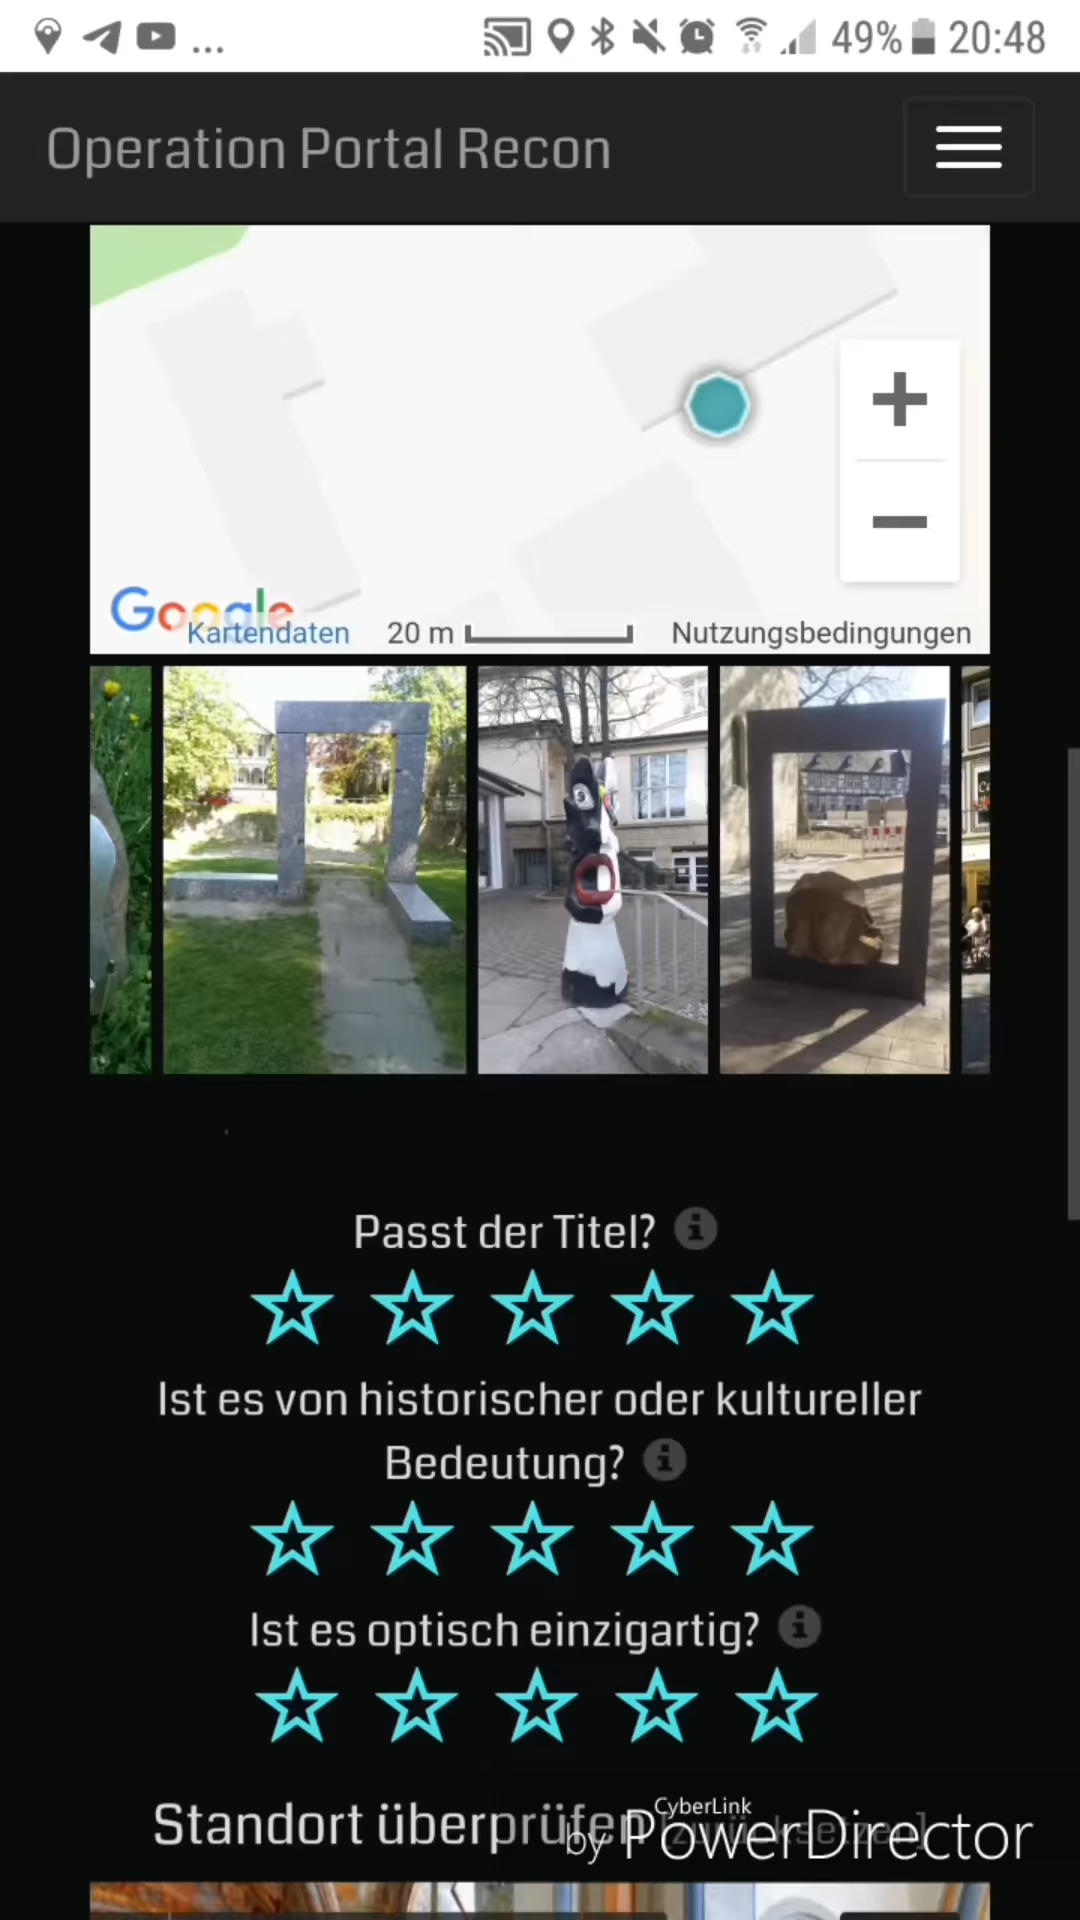 ... 49% 20:48
Operation Portal Recon
Google
Kartendaten 20 m Nutzungsbedingungen
Passt der Titel?
Ist es von historischer oder kultureller
Bedeutung?
Ist es optisch einzigartig?
Standort überprüfen [zurücksetzen]
CyberLink
by PowerDirector